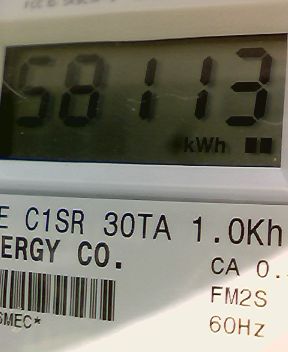 58113
kWh
E C1SR 30TA 1.0Kh
ERGY CO.
CA 0.
FM2S
SMEC*
60Hz